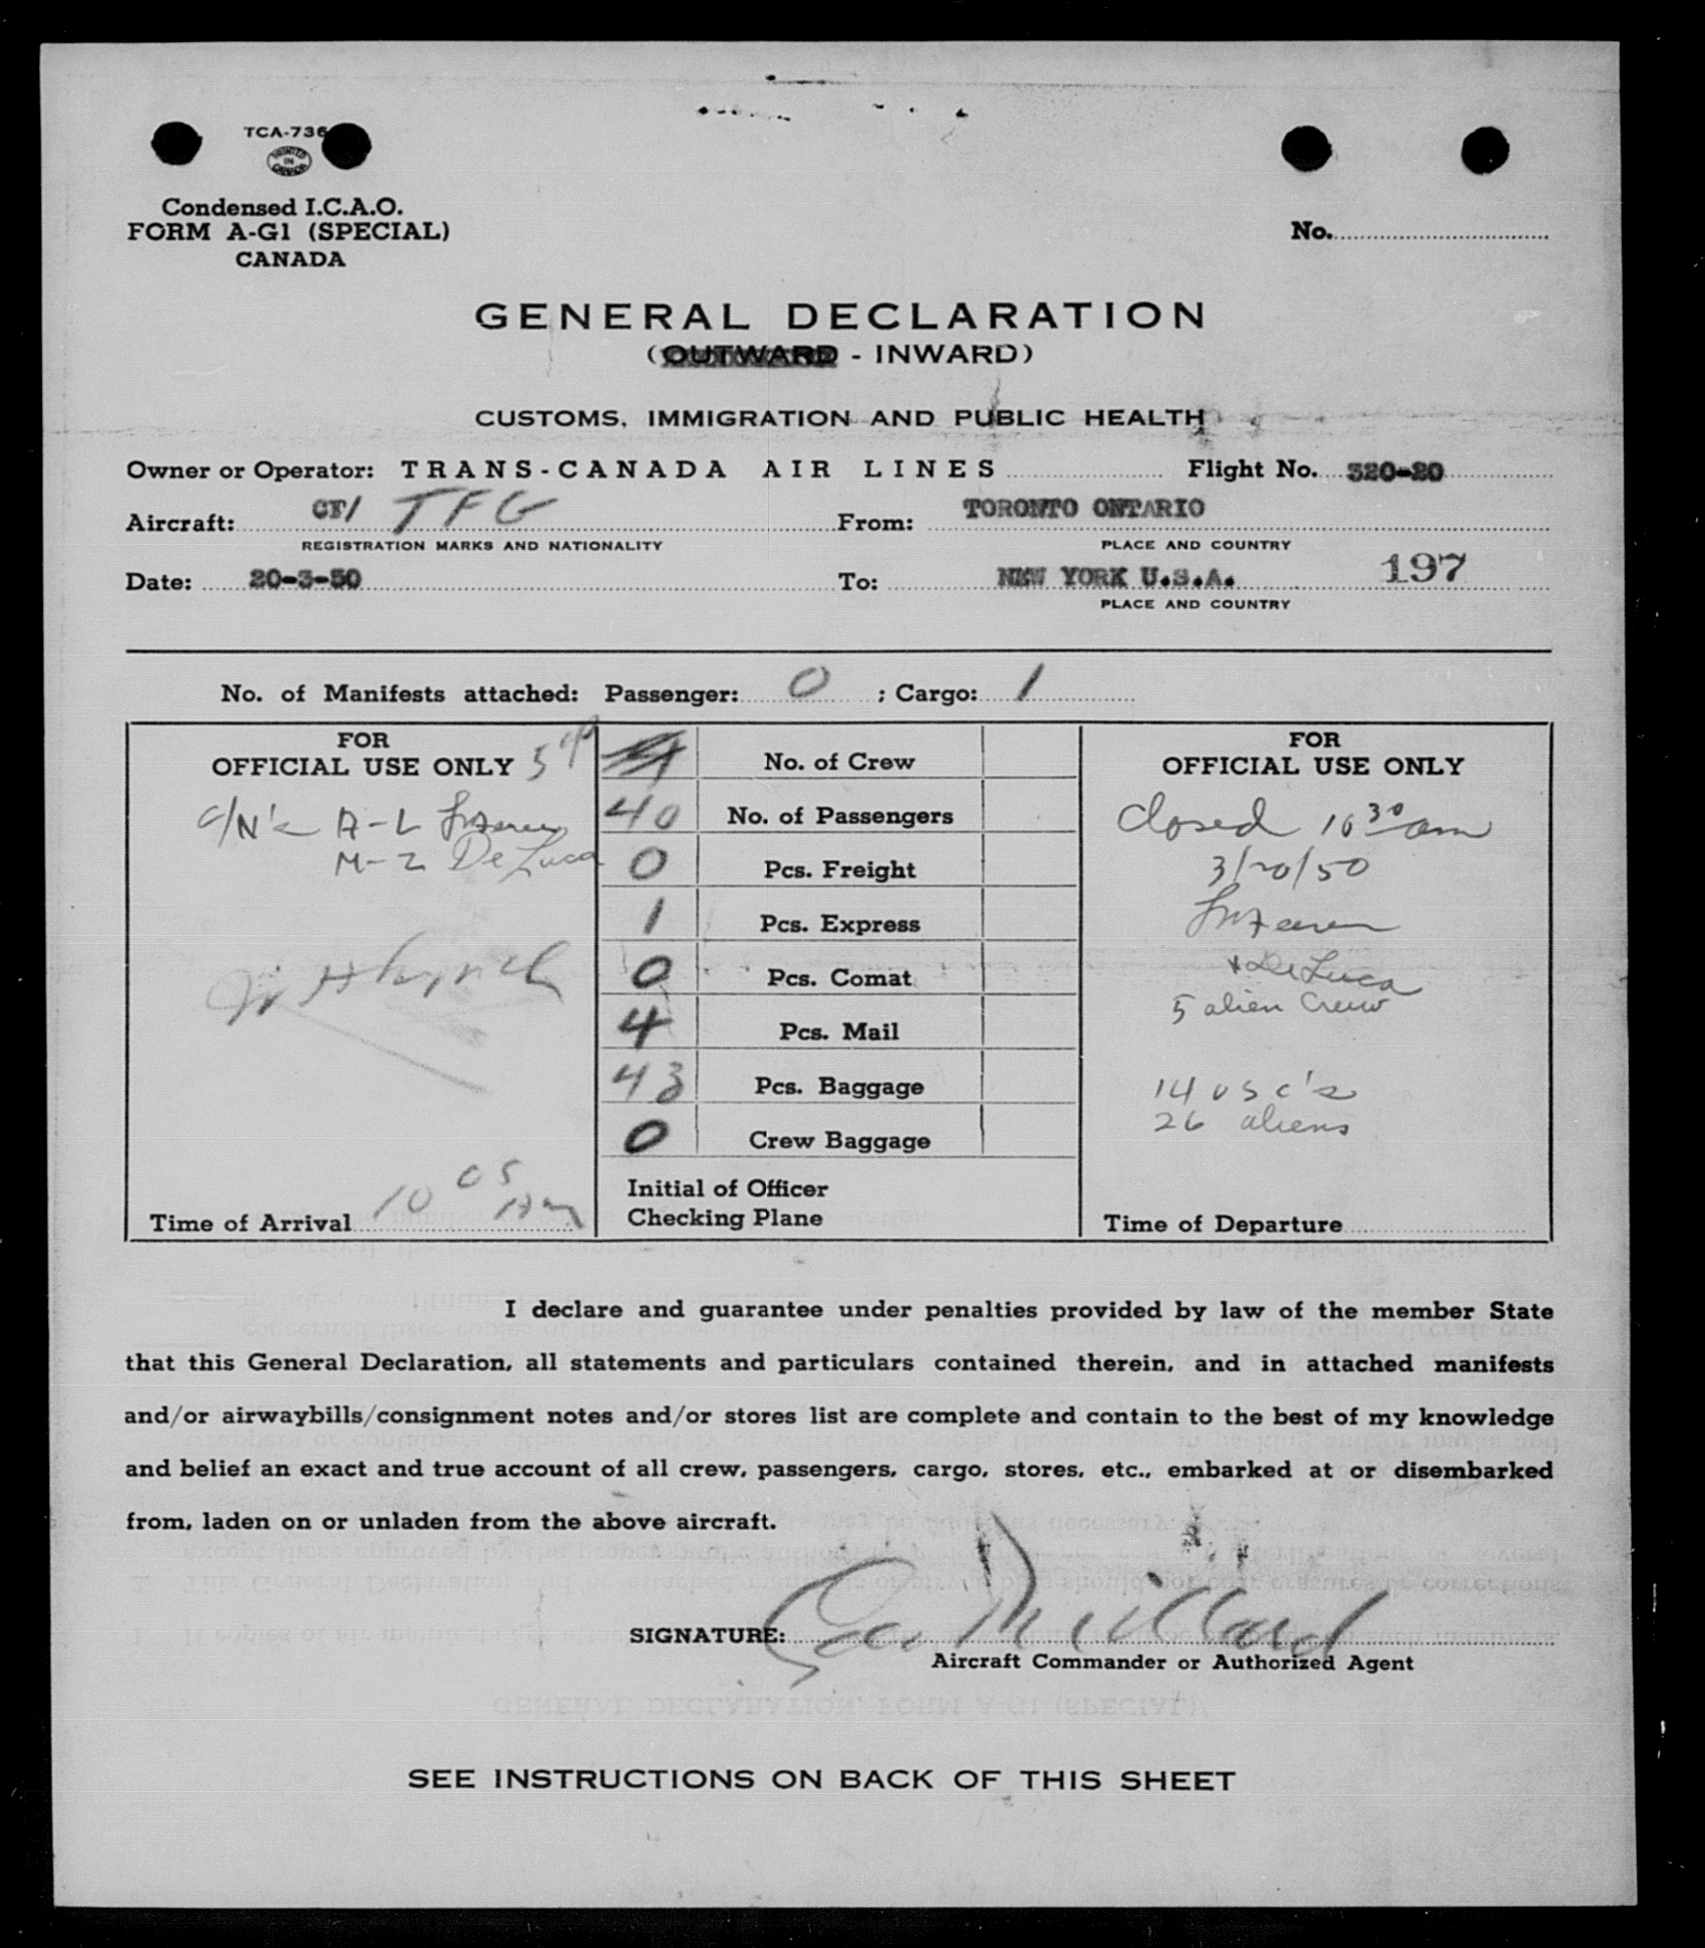 TCA-736
PRINTED IN CANADA
Condensed I.C.A.O.
FORM A-G1 (SPECIAL)
CANADA
No.
GENERAL DECLARATION
(OUTWARD - INWARD)
CUSTOMS, IMMIGRATION AND PUBLIC HEALTH
Owner or Operator: TRANS-CANADA AIR LINES Flight No. 320-20
Aircraft: CF/ TFG From: TORONTO ONTARIO
REGISTRATION MARKS AND NATIONALITY PLACE AND COUNTRY
Date: 20-3-50 To: NEW YORK U.S.A. 197
PLACE AND COUNTRY
No. of Manifests attached: Passenger: 0 ; Cargo: 1
FOR
OFFICIAL USE ONLY 5
A-L
M-Z De Luca
Time of Arrival 10 05 AM
No. of Crew
40 No. of Passengers
0 Pcs. Freight
1 Pcs. Express
0 Pcs. Comat
4 Pcs. Mail
43 Pcs. Baggage
0 Crew Baggage
Initial of Officer
Checking Plane
FOR
OFFICIAL USE ONLY
Closed 10 30 am
3/20/50
+ De Luca
5 alien crew
14 USC's
26 aliens
Time of Departure
I declare and guarantee under penalties provided by law of the member State
that this General Declaration, all statements and particulars contained therein, and in attached manifests
and/or airwaybills/consignment notes and/or stores list are complete and contain to the best of my knowledge
and belief an exact and true account of all crew, passengers, cargo, stores, etc., embarked at or disembarked
from, laden on or unladen from the above aircraft.
SIGNATURE: Geo Millard
Aircraft Commander or Authorized Agent
SEE INSTRUCTIONS ON BACK OF THIS SHEET